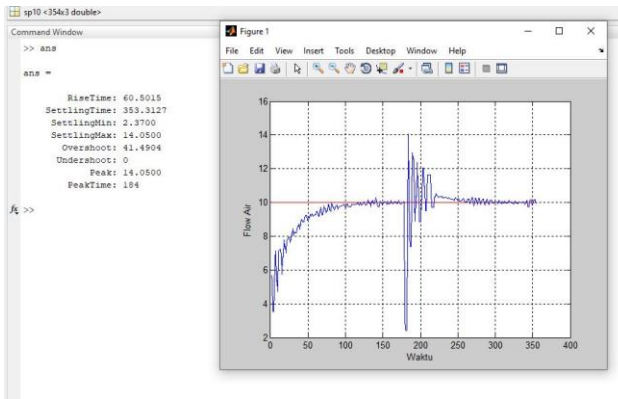 sp10 <354x3 double>
Command Window
>> ans
ans =
RiseTime: 60.5015
SettlingTime: 353.3127
SettlingMin: 2.3700
SettlingMax: 14.0500
Overshoot: 41.4904
Undershoot: 0
Peak: 14.0500
PeakTime: 184
fx >>
Figure 1
File Edit View Insert Tools Desktop Window Help
16
14
12
10
8
6
4
2
Flow Air
0 50 100 150 200 250 300 350 400
Waktu